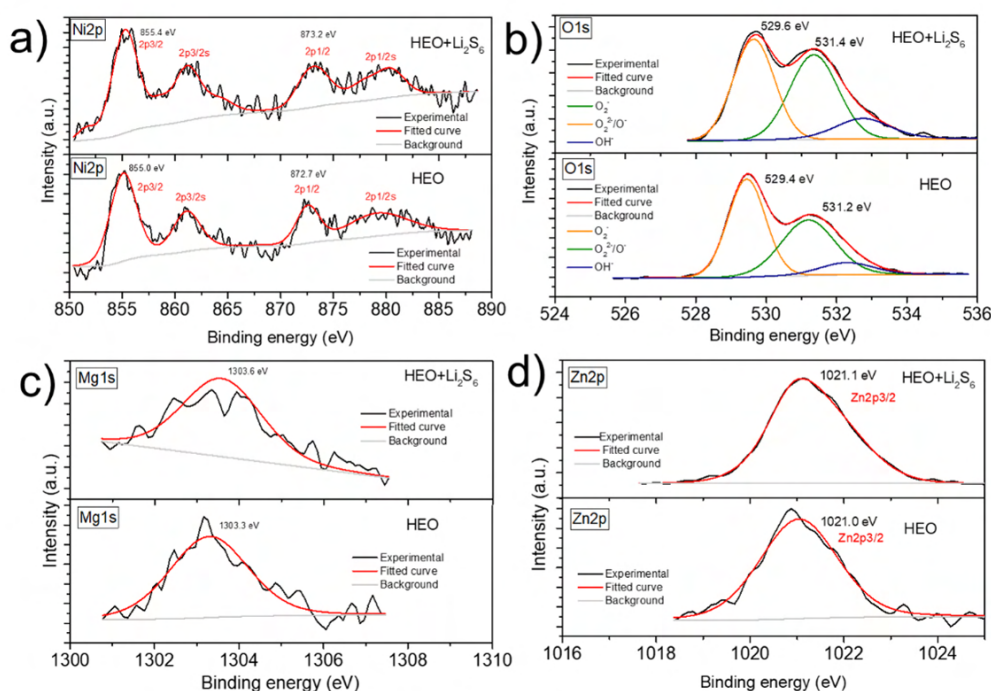 a)
Ni2p
855.4 eV
2p3/2
2p3/2s
873.2 eV
2p1/2
2p1/2s
HEO+Li₂S₆
Experimental
Fitted curve
Background
Ni2p
855.0 eV
2p3/2
2p3/2s
872.7 eV
2p1/2
2p1/2s
HEO
Experimental
Fitted curve
Background
Intensity (a.u.)
850 855 860 865 870 875 880 885 890
Binding energy (eV)
b)
O1s
529.6 eV
531.4 eV
HEO+Li₂S₆
Experimental
Fitted curve
Background
O₂⁻
O₂²⁻/O⁻
OH⁻
O1s
529.4 eV
531.2 eV
HEO
Experimental
Fitted curve
Background
O₂⁻
O₂²⁻/O⁻
OH⁻
Intensity (a.u.)
524 526 528 530 532 534 536
Binding energy (eV)
c)
Mg1s
1303.6 eV
HEO+Li₂S₆
Experimental
Fitted curve
Background
Mg1s
1303.3 eV
HEO
Experimental
Fitted curve
Background
Intensity (a.u.)
1300 1302 1304 1306 1308 1310
Binding energy (eV)
d)
Zn2p
1021.1 eV
Zn2p3/2
HEO+Li₂S₆
Experimental
Fitted curve
Background
Zn2p
1021.0 eV
Zn2p3/2
HEO
Experimental
Fitted curve
Background
Intensity (a.u.)
1016 1018 1020 1022 1024
Binding energy (eV)